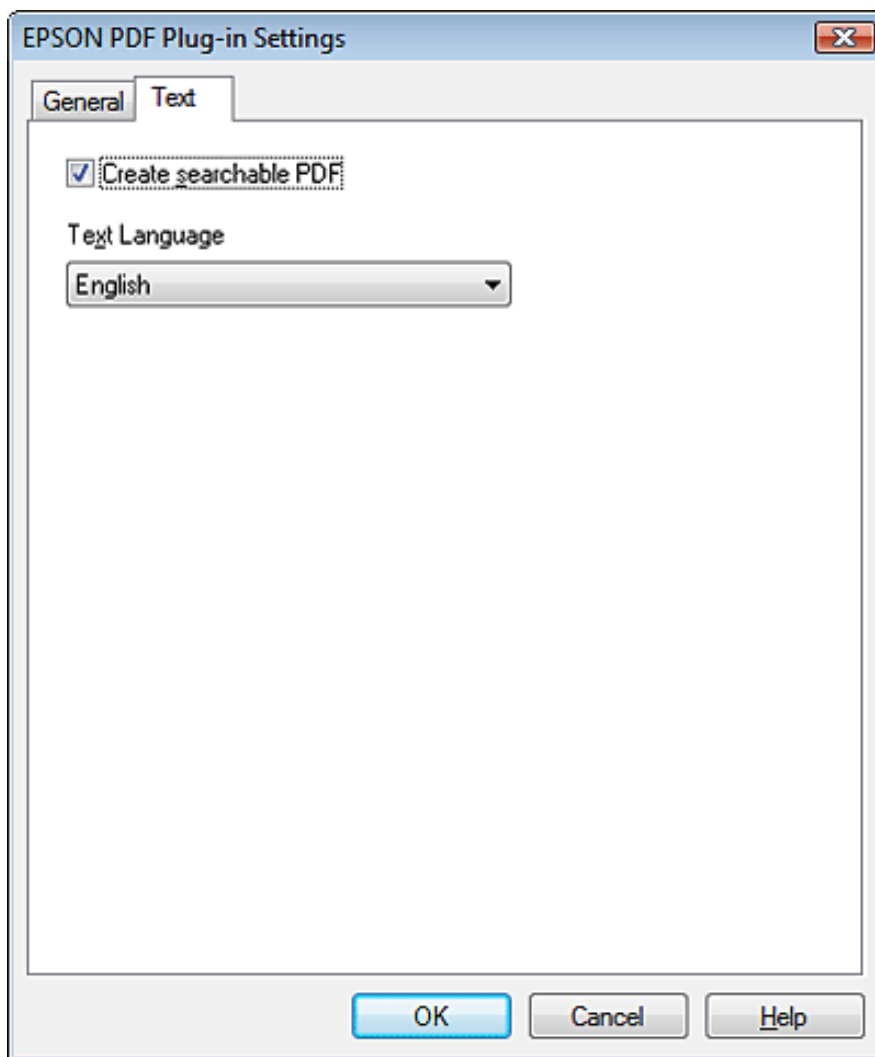 EPSON PDF Plug-in Settings
General Text
Create searchable PDF
Text Language
English
OK Cancel Help